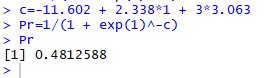 > c=-11.602 + 2.338*1 + 3*3.063
> Pr=1/(1 + exp(1)^-c)
> Pr
[1] 0.4812588
>